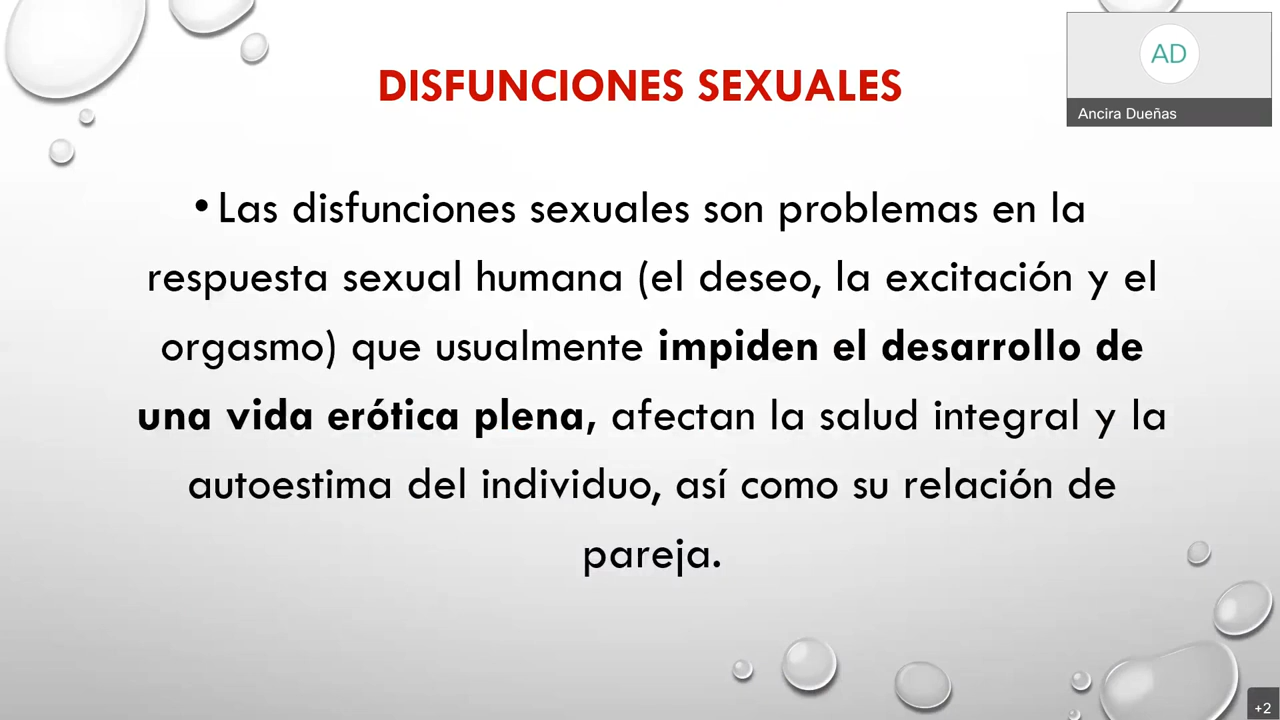 DISFUNCIONES SEXUALES
AD
Ancira Dueñas
• Las disfunciones sexuales son problemas en la
respuesta sexual humana (el deseo, la excitación y el
orgasmo) que usualmente impiden el desarrollo de
una vida erótica plena, afectan la salud integral y la
autoestima del individuo, así como su relación de
pareja.
+2